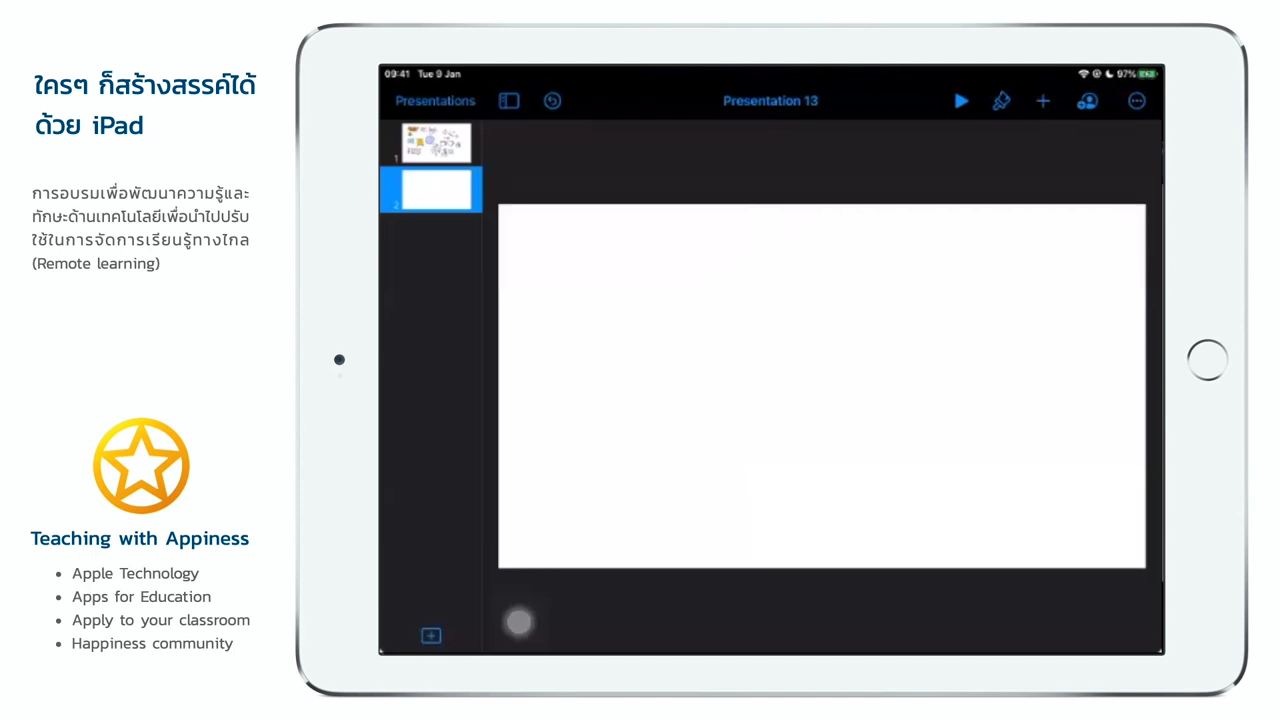 ใครๆ ก็สร้างสรรค์ได้
ด้วย iPad
การอบรมเพื่อพัฒนาความรู้และ
ทักษะด้านเทคโนโลยีเพื่อนำไปปรับ
ใช้ในการจัดการเรียนรู้ทางไกล
(Remote learning)
Teaching with Appiness
• Apple Technology
• Apps for Education
• Apply to your classroom
• Happiness community
09:41 Tue 9 Jan
97%
Presentations
Presentation 13
1
2